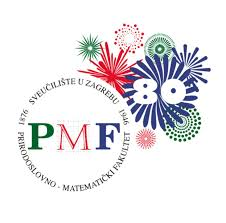 SVEUČILIŠTE U ZAGREBU
1876
1946
80
PMF
PRIRODOSLOVNO - MATEMATIČKI FAKULTET